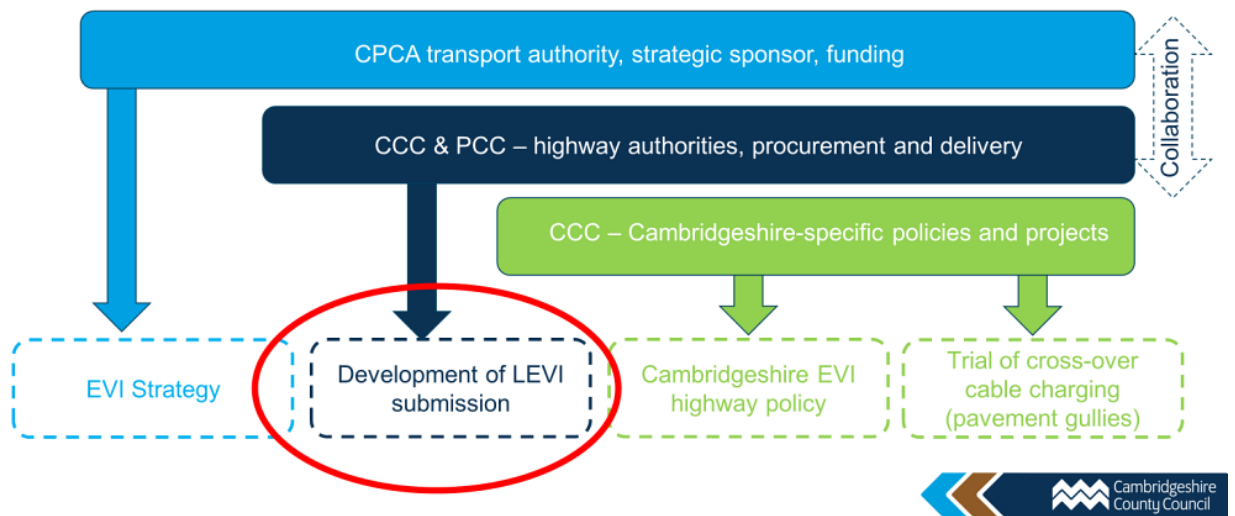 CPCA transport authority, strategic sponsor, funding
Collaboration
CCC & PCC – highway authorities, procurement and delivery
CCC – Cambridgeshire-specific policies and projects
EVI Strategy
Development of LEVI
submission
Cambridgeshire EVI
highway policy
Trial of cross-over
cable charging
(pavement gullies)
Cambridgeshire
County Council